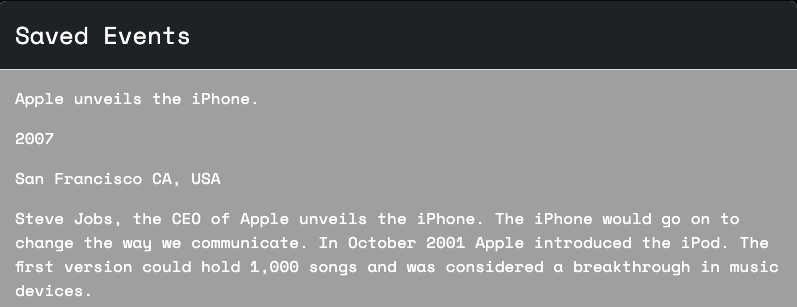 Saved Events
Apple unveils the iPhone.
2007
San Francisco CA, USA
Steve Jobs, the CEO of Apple unveils the iPhone. The iPhone would go on to
change the way we communicate. In October 2001 Apple introduced the iPod. The
first version could hold 1,000 songs and was considered a breakthrough in music
devices.